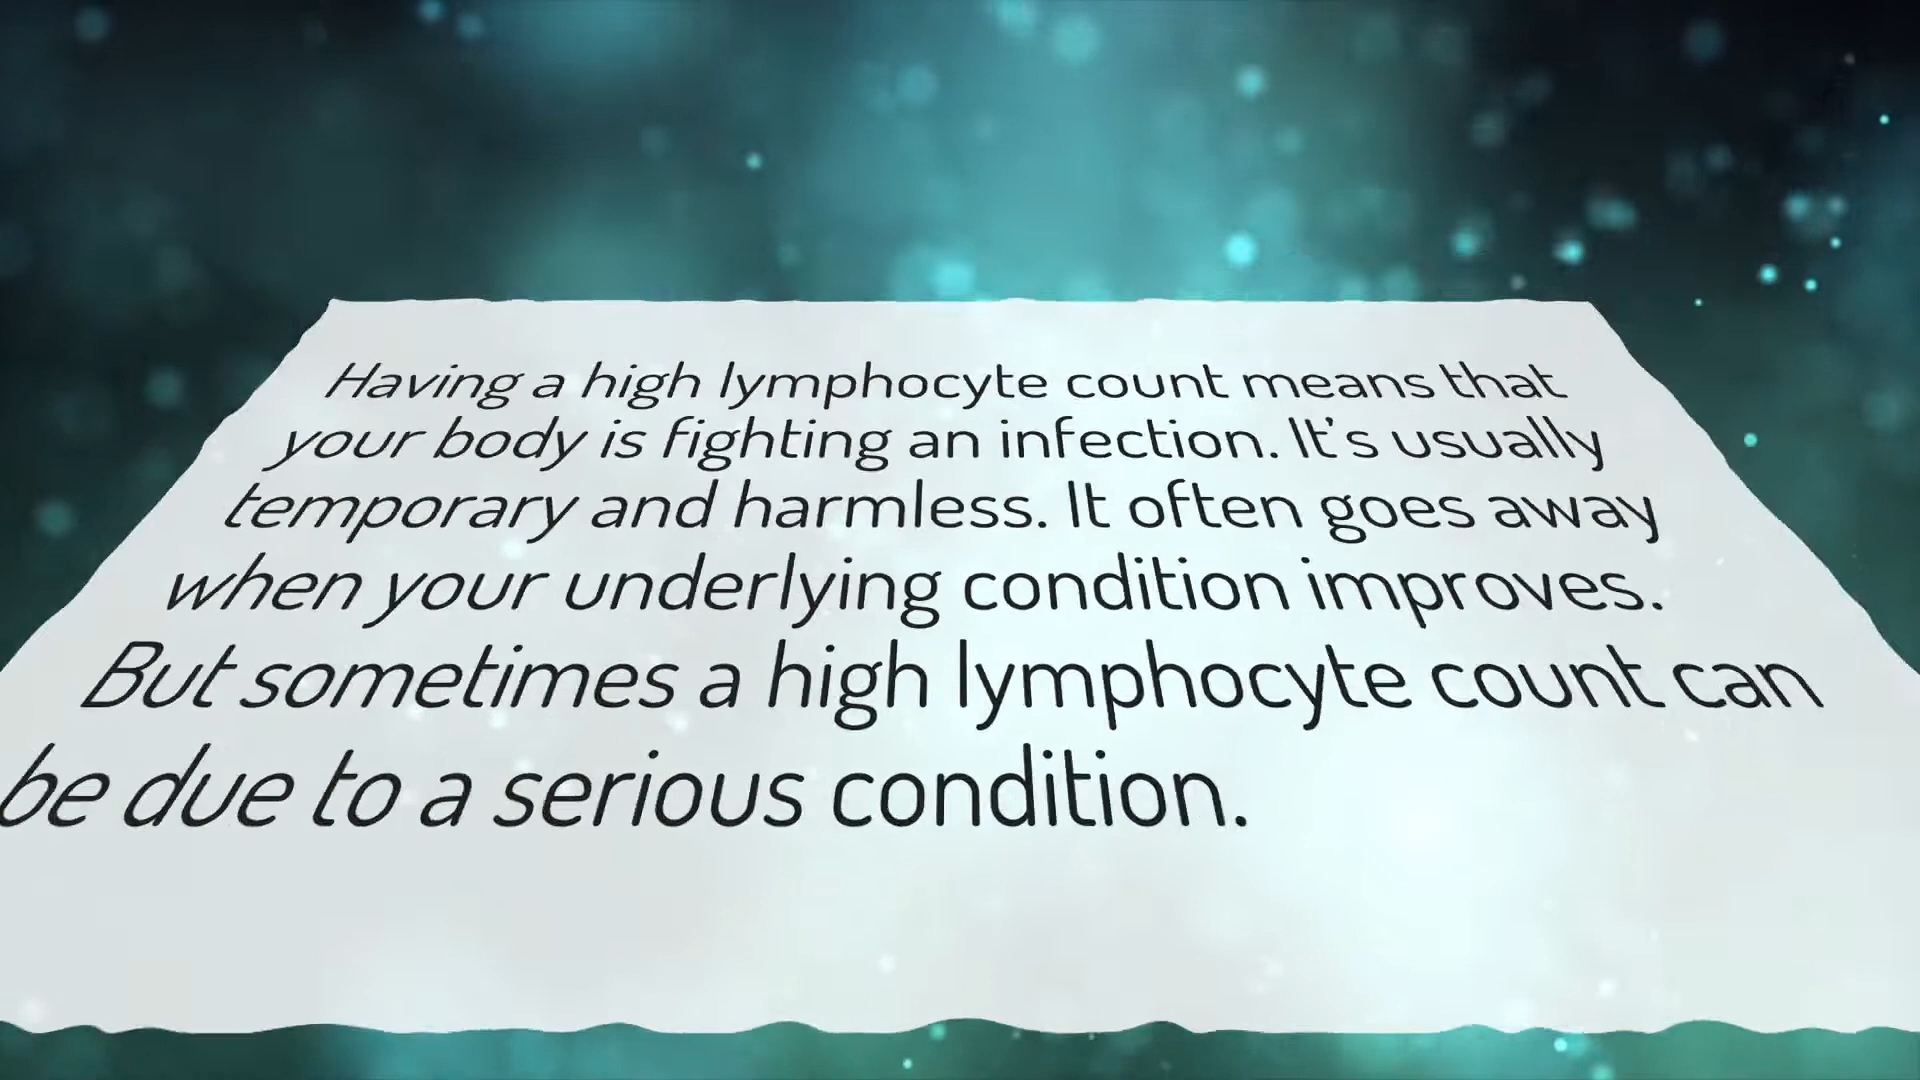 Having a high lymphocyte count means that
your body is fighting an infection. It’s usually
temporary and harmless. It often goes away
when your underlying condition improves.
But sometimes a high lymphocyte count can
be due to a serious condition.